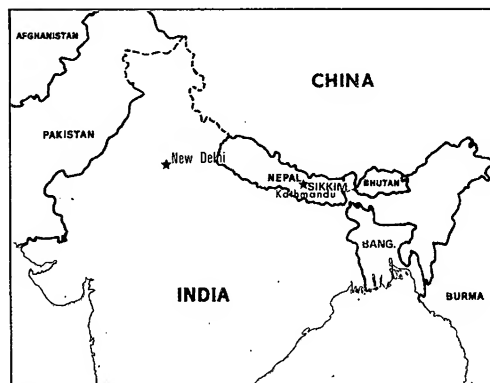 AFGHANISTAN
CHINA
PAKISTAN
New Delhi
NEPAL
SIKKIM
BHUTAN
Kathmandu
BANG.
INDIA
BURMA